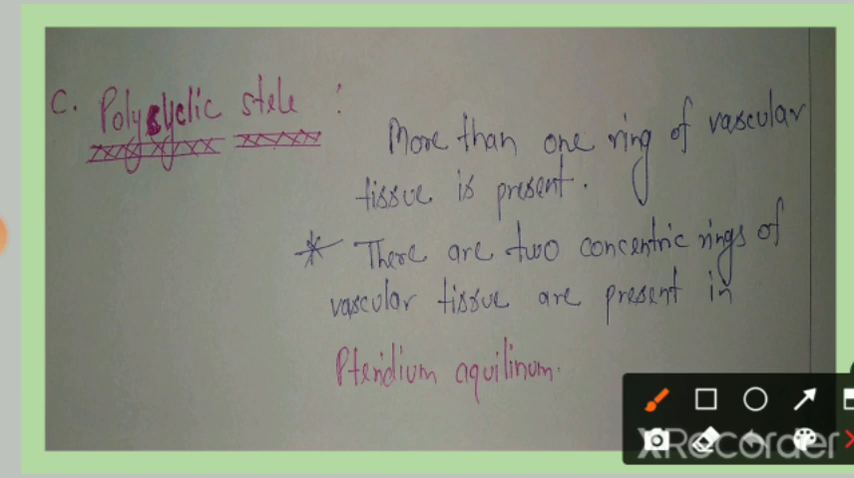 C. Polycyclic stele :
More than one ring of vascular
tissue is present.
* There are two concentric rings of
vascular tissue are present in
Pteridium aquilinum.
XRecorder